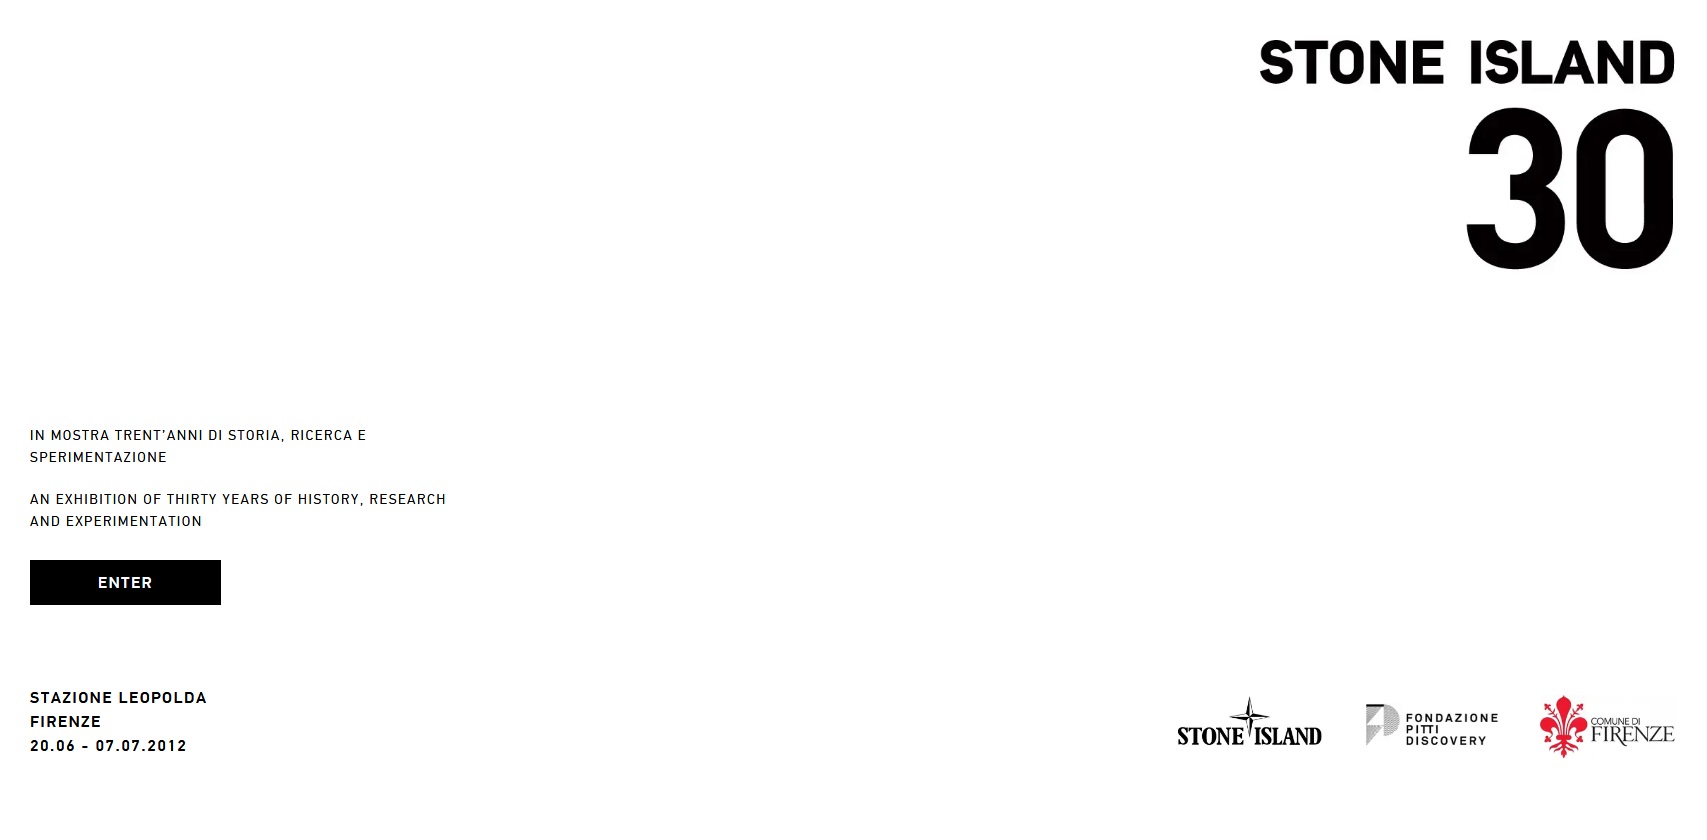 STONE ISLAND
30
IN MOSTRA TRENT'ANNI DI STORIA, RICERCA E
SPERIMENTAZIONE
AN EXHIBITION OF THIRTY YEARS OF HISTORY, RESEARCH
AND EXPERIMENTATION
ENTER
STAZIONE LEOPOLDA
FIRENZE
20.06 - 07.07.2012
STONE ISLAND
FONDAZIONE
PITTI
DISCOVERY
COMUNE DI
FIRENZE